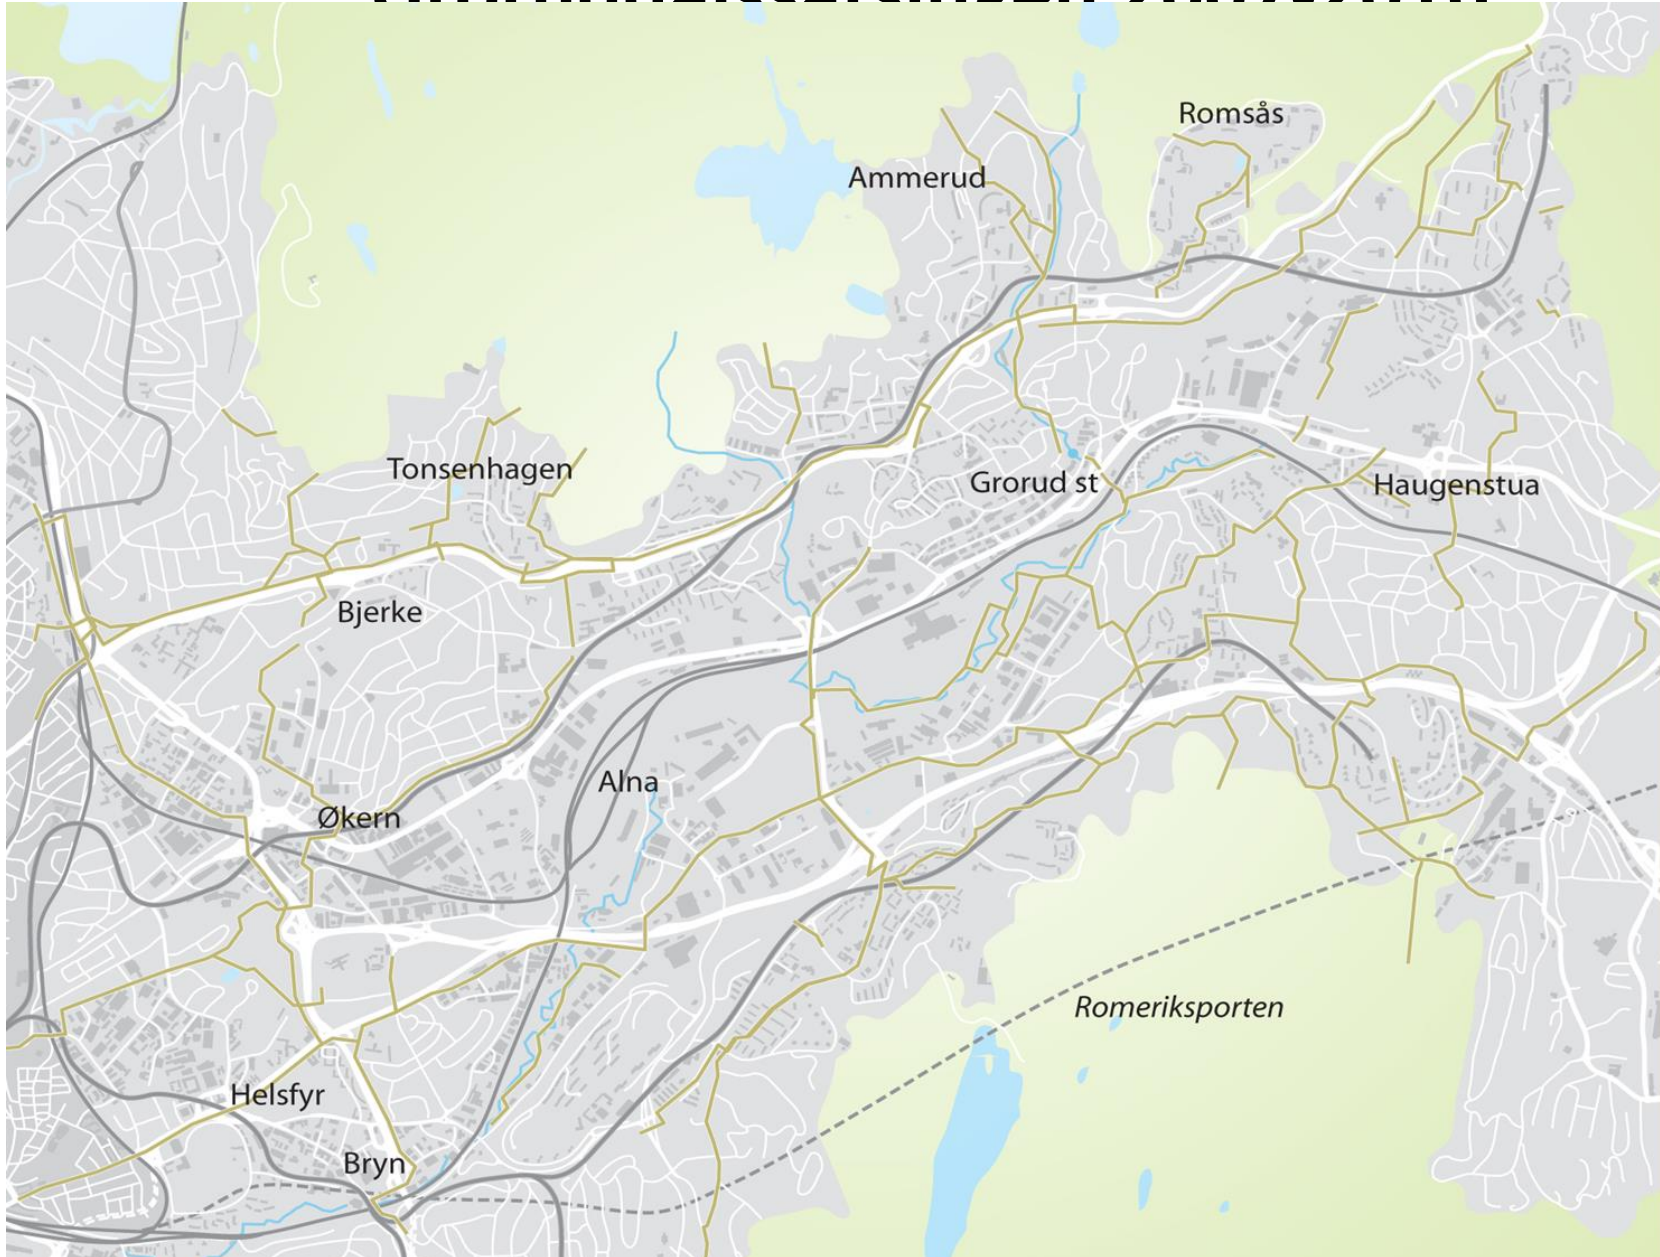 Romsås
Ammerud
Tonsenhagen
Grorud st
Haugenstua
Bjerke
Alna
Økern
Romeriksporten
Helsfyr
Bryn